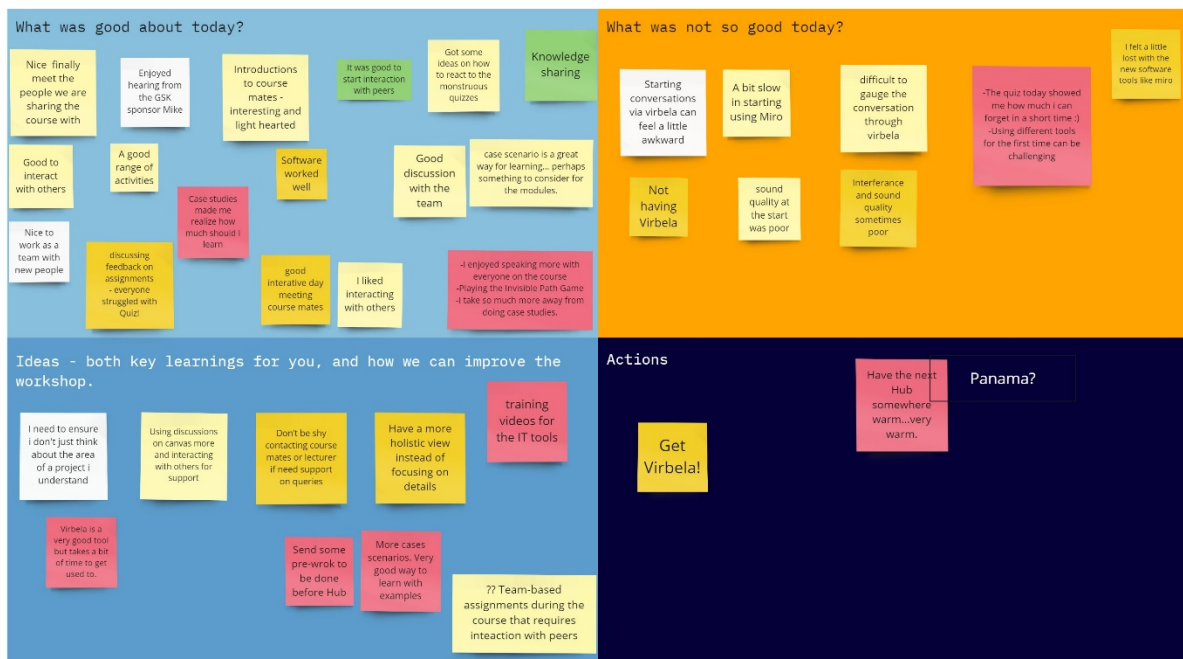 What was good about today?
Nice finally
meet the
people we are
sharing the
course with
Enjoyed
hearing from
the GSK
sponsor Mike
Introductions
to course
mates -
interesting and
light hearted
It was good to
start interaction
with peers
Got some
ideas on how
to react to the
monstruous
quizzes
Knowledge
sharing
Good to
interact
with others
A good
range of
activities
Case studies
made me
realize how
much should I
learn
Software
worked
well
Good
discussion
with the
team
case scenario is a great
way for learning... perhaps
something to consider for
the modules.
Nice to
work as a
team with
new people
discussing
feedback on
assignments
- everyone
struggled with
Quiz!
good
interative day
meeting
course mates
I liked
interacting
with others
-I enjoyed speaking more with
everyone on the course
-Playing the Invisible Path Game
-I take so much more away from
doing case studies.
What was not so good today?
Starting
conversations
via virbela can
feel a little
awkward
A bit slow
in starting
using Miro
difficult to
gauge the
conversation
through
virbela
-The quiz today showed
me how much i can
forget in a short time :)
-Using different tools
for the first time can be
challenging
I felt a little
lost with the
new software
tools like miro
Not
having
Virbela
sound
quality at
the start
was poor
Interferance
and sound
quality
sometimes
poor
Ideas - both key learnings for you, and how we can improve the
workshop.
I need to ensure
i don't just think
about the area
of a project i
understand
Using discussions
on canvas more
and interacting
with others for
support
Don't be shy
contacting course
mates or lecturer
if need support
on queries
Have a more
holistic view
instead of
focusing on
details
training
videos for
the IT tools
Virbela is a
very good tool
but takes a bit
of time to get
used to.
Send some
pre-wrok to
be done
before Hub
More cases
scenarios. Very
good way to
learn with
examples
?? Team-based
assignments during the
course that requires
inteaction with peers
Actions
Get
Virbela!
Have the next
Hub
somewhere
warm...very
warm.
Panama?